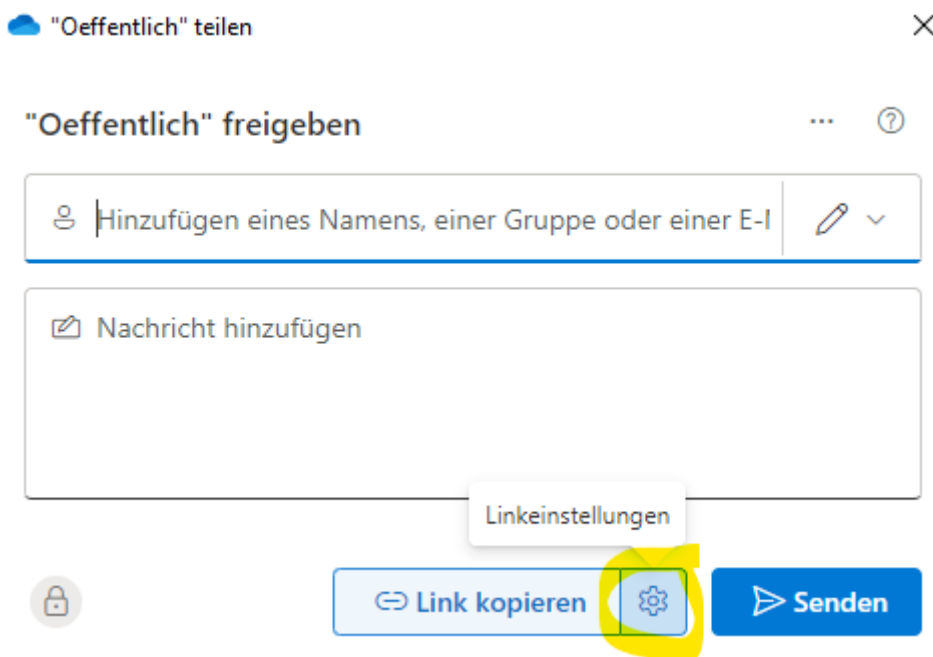 "Oeffentlich" teilen
"Oeffentlich" freigeben
Hinzufügen eines Namens, einer Gruppe oder einer
Nachricht hinzufügen
Linkeinstellungen
Link kopieren
Senden